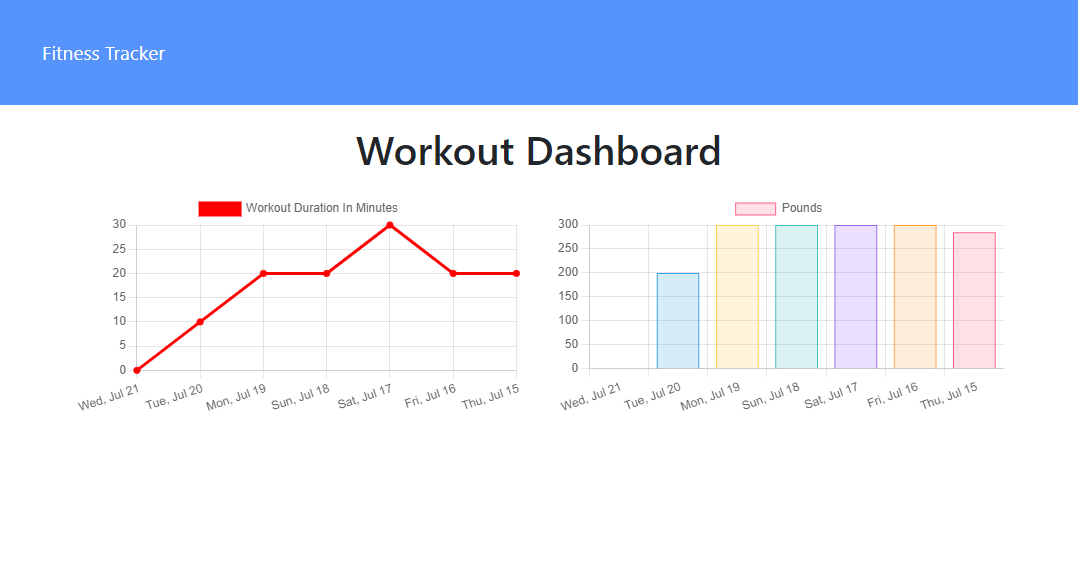 Fitness Tracker
Workout Dashboard
Workout Duration In Minutes
30
25
20
15
10
5
0
Wed, Jul 21
Tue, Jul 20
Mon, Jul 19
Sun, Jul 18
Sat, Jul 17
Fri, Jul 16
Thu, Jul 15
Pounds
300
250
200
150
100
50
0
Wed, Jul 21
Tue, Jul 20
Mon, Jul 19
Sun, Jul 18
Sat, Jul 17
Fri, Jul 16
Thu, Jul 15